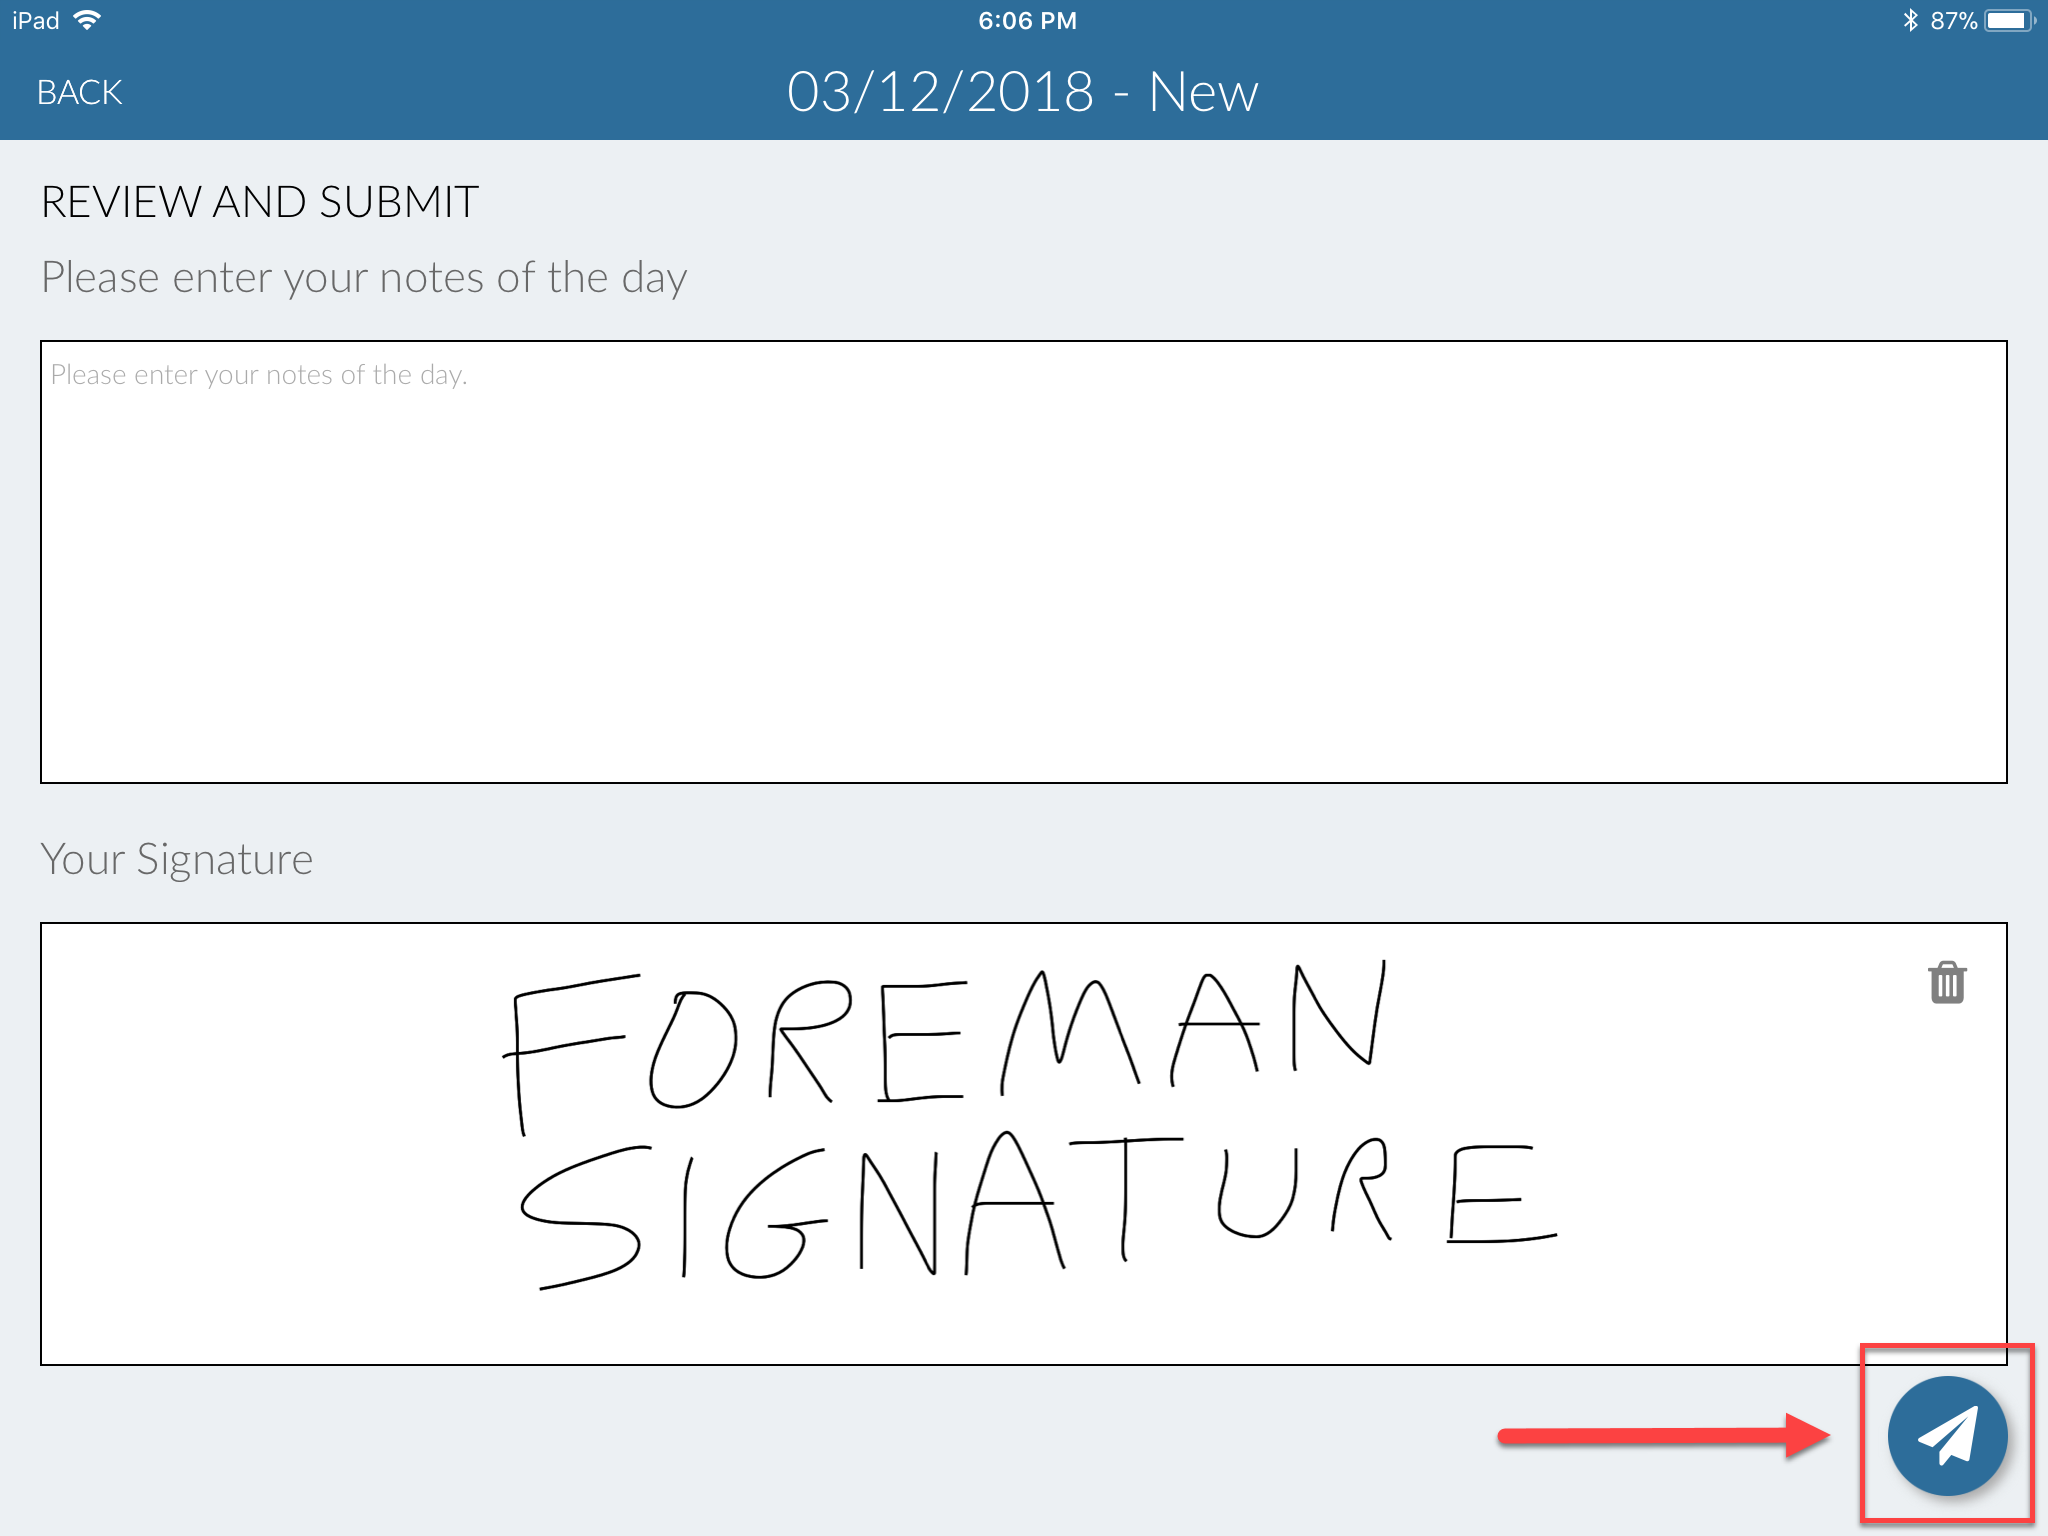 iPad 6:06 PM 87%
BACK 03/12/2018 - New
REVIEW AND SUBMIT
Please enter your notes of the day
Please enter your notes of the day.
Your Signature
FOREMAN
SIGNATURE